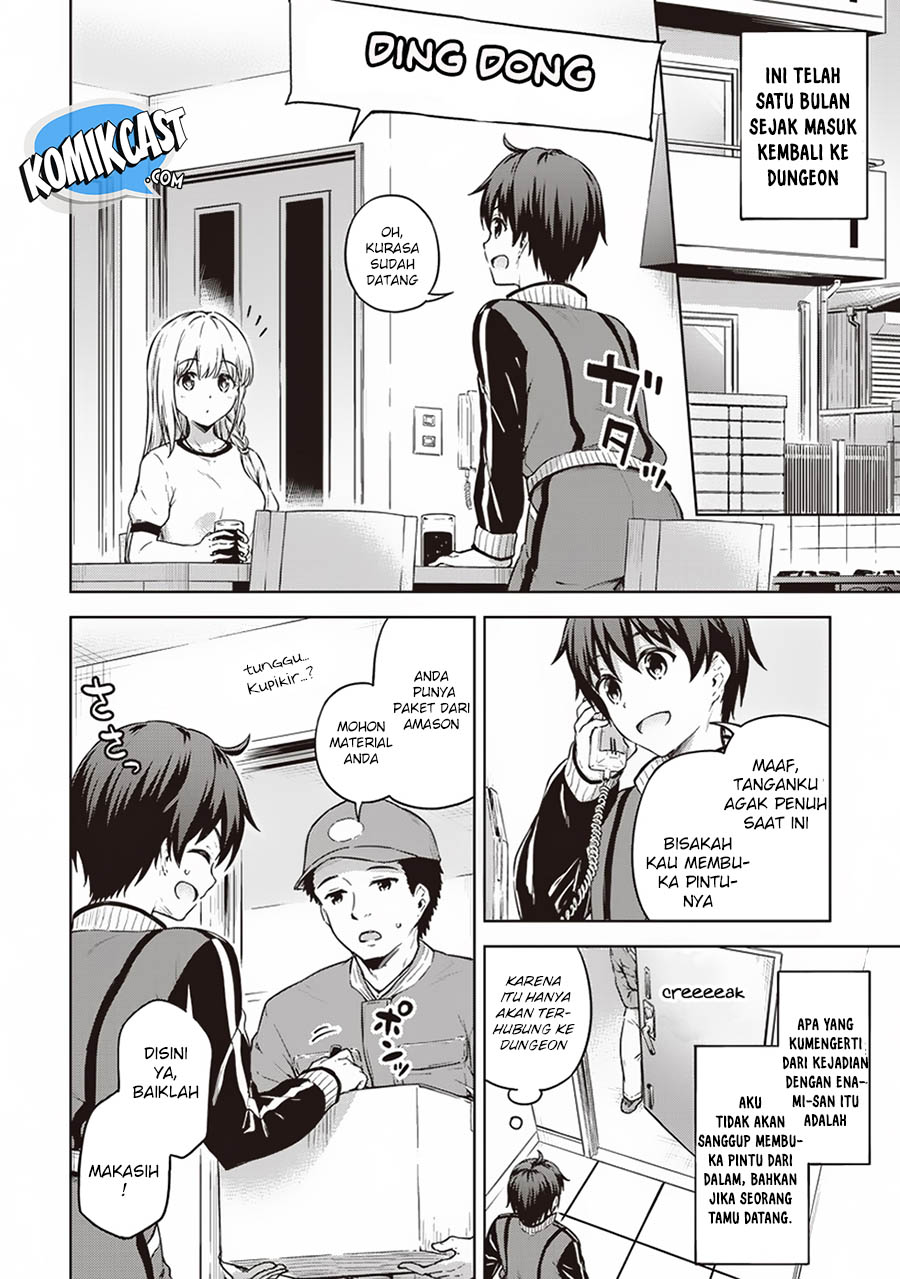 INI TELAH
SATU BULAN
SEJAK MASUK
KEMBALI KE
DUNGEON
DING DONG
KOMIKCAST
.COM
OH,
KURASA
SUDAH
DATANG
ガタッ
MAAF,
TANGANKU
AGAK PENUH
SAAT INI
BISAKAH
KAU MEMBU-
KA PINTU-
NYA
APA YANG
KUMENGERTI
DARI KEJADIAN
DENGAN ENA-
MI-SAN ITU
ADALAH
AKU
TIDAK AKAN
SANGGUP MEMBU-
KA PINTU DARI
DALAM, BAHKAN
JIKA SEORANG
TAMU DATANG.
creeeeak
KARENA
ITU HANYA
AKAN TER-
HUBUNG KE
DUNGEON
ANDA
PUNYA
PAKET DARI
AMASON
MOHON
MATERIAL
ANDA
tunggu...
Kupikir...?
ささっ
ポン
DISINI
YA,
BAIKLAH
MAKASIH
!